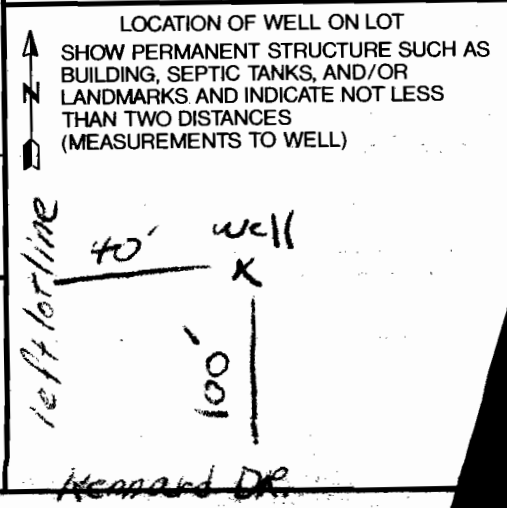 LOCATION OF WELL ON LOT
SHOW PERMANENT STRUCTURE SUCH AS
BUILDING, SEPTIC TANKS, AND/OR
LANDMARKS AND INDICATE NOT LESS
THAN TWO DISTANCES
(MEASUREMENTS TO WELL)
N
left lot line
40' well
X
100'
DR.